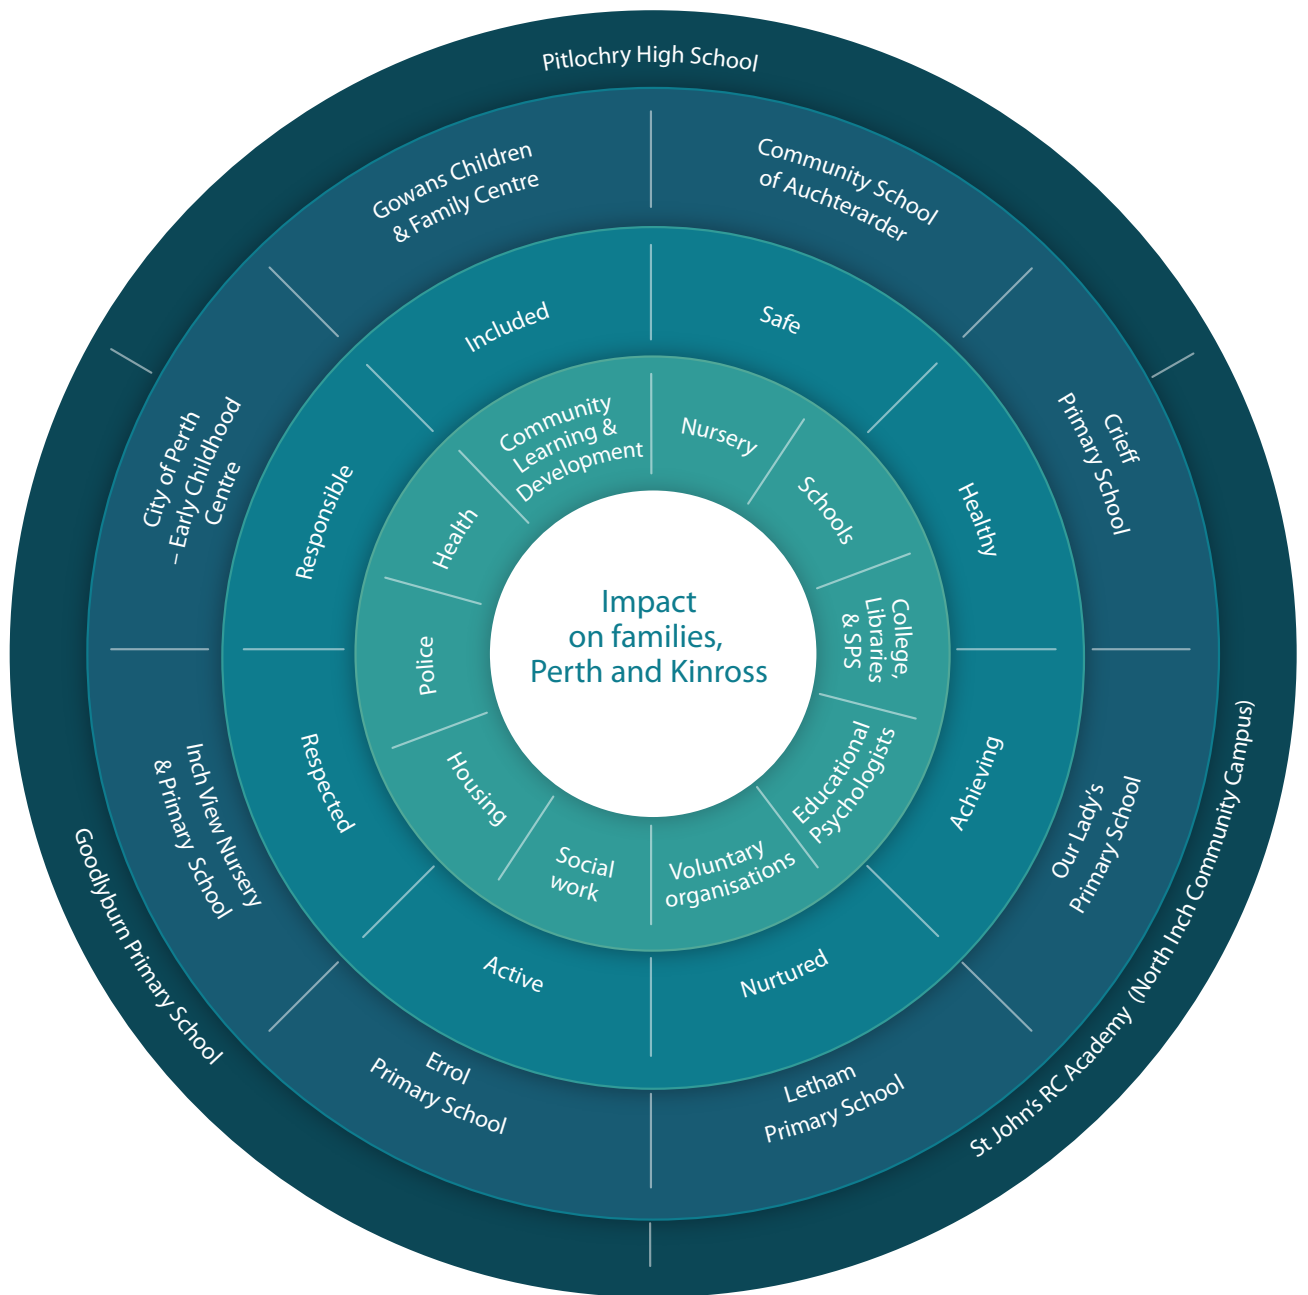 Pitlochry High School
St John's RC Academy (North Inch Community Campus)
Goodlyburn Primary School
Community School
of Auchterarder
Crieff
Primary School
Our Lady's
Primary School
Letham
Primary School
Errol
Primary School
Inch View Nursery
& Primary School
City of Perth
– Early Childhood
Centre
Gowans Children
& Family Centre
Safe
Healthy
Achieving
Nurtured
Active
Respected
Responsible
Included
Nursery
Schools
College,
Libraries
& SPS
Educational
Psychologists
Voluntary
organisations
Social
work
Housing
Police
Health
Community
Learning &
Development
Impact
on families,
Perth and Kinross